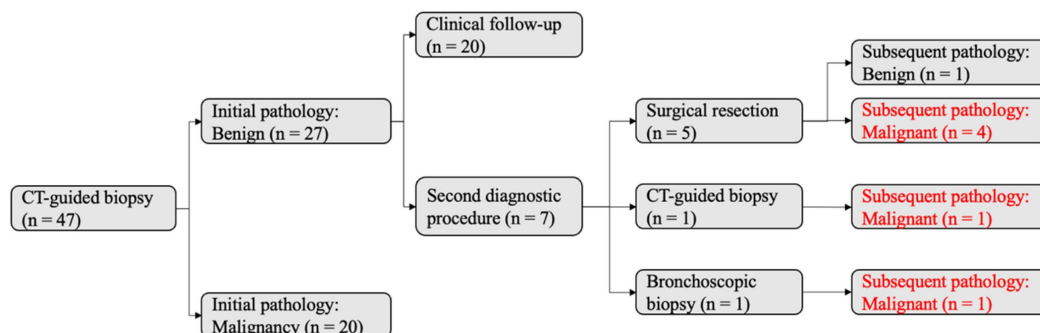 Clinical follow-up
(n = 20)
Subsequent pathology:
Benign (n = 1)
Initial pathology:
Benign (n = 27)
Surgical resection
(n = 5)
Subsequent pathology:
Malignant (n = 4)
CT-guided biopsy
(n = 47)
Second diagnostic
procedure (n = 7)
CT-guided biopsy
(n = 1)
Subsequent pathology:
Malignant (n = 1)
Initial pathology:
Malignancy (n = 20)
Bronchoscopic
biopsy (n = 1)
Subsequent pathology:
Malignant (n = 1)